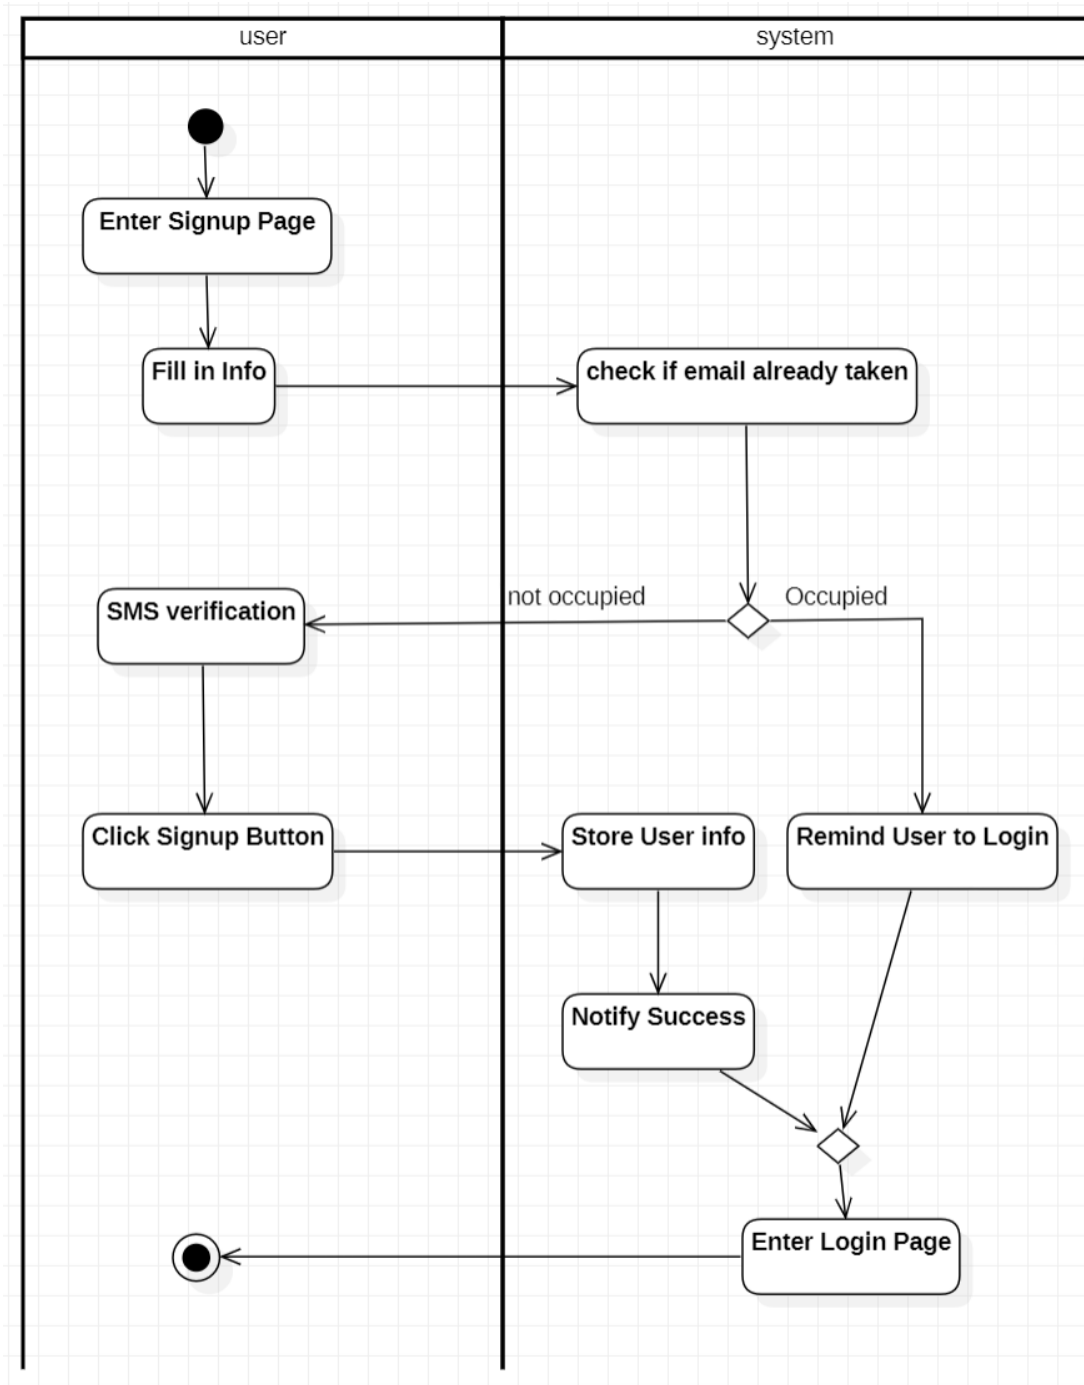 user
system
Enter Signup Page
Fill in Info
check if email already taken
not occupied
Occupied
SMS verification
Click Signup Button
Store User info
Remind User to Login
Notify Success
Enter Login Page